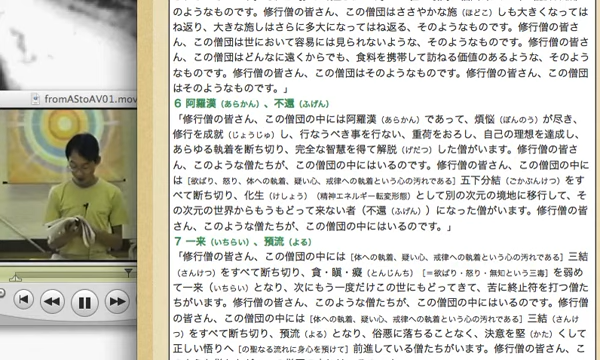 のようなものです。修行僧の皆さん、この僧団はささやかな施（ほどこ）しも大きくなっては
ね返り、大きな施しはさらに多大になってはね返る、そのようなものです。修行僧の皆さ
ん、この僧団は世において容易には見られないような、そのようなものです。修行僧の皆さ
ん、この僧団はどんなに遠くからでも、食料を携帯して訪ねる価値のあるような、そのよう
なものです。修行僧の皆さん、この僧団はそのようなものです。修行僧の皆さん、この僧団
はそのようなものです。」
6 阿羅漢（あらかん）、不還（ふげん）
「修行僧の皆さん、この僧団の中には阿羅漢（あらかん）であって、煩悩（ぼんのう）が尽き、
修行を成就（じょうじゅ）し、行なうべき事を行ない、重荷をおろし、自己の理想を達成し、
あらゆる執着を断ち切り、完全な智慧を得て解脱（げだつ）した僧がいます。修行僧の皆さ
ん、このような僧たちが、この僧団の中にはいるのです。修行僧の皆さん、この僧団の中に
は［欲ばり、怒り、体への執着、疑い心、戒律への執着という心の汚れである］五下分結（ごかぶんけつ）をす
べて断ち切り、化生（けしょう）（精神エネルギー転変形態）として別の次元の境地に移行して、そ
の次元の世界からもうもどって来ない者（不還（ふげん））になった僧がいます。修行僧の皆
さん、このような僧たちが、この僧団の中にはいるのです。」
7 一来（いちらい）、預流（よる）
「修行僧の皆さん、この僧団の中には［体への執着、疑い心、戒律への執着という心の汚れである］三結
（さんけつ）をすべて断ち切り、貪・瞋・癡（とんじんち）［＝欲ばり・怒り・無知という三毒］を弱め
て一来（いちらい）となり、次にもう一度だけこの世にもどってきて、苦に終止符を打つ僧た
ちがいます。修行僧の皆さん、このような僧たちが、この僧団の中にはいるのです。修行僧
の皆さん、この僧団の中には［体への執着、疑い心、戒律への執着という心の汚れである］三結（さんけ
つ）をすべて断ち切り、預流（よる）となり、俗悪に落ちることなく、決意を堅（かた）くして
正しい悟りへ［の聖なる流れに身心を預けて］前進している僧たちがいます。修行僧の皆さん、こ
fromAStoAV01.mov